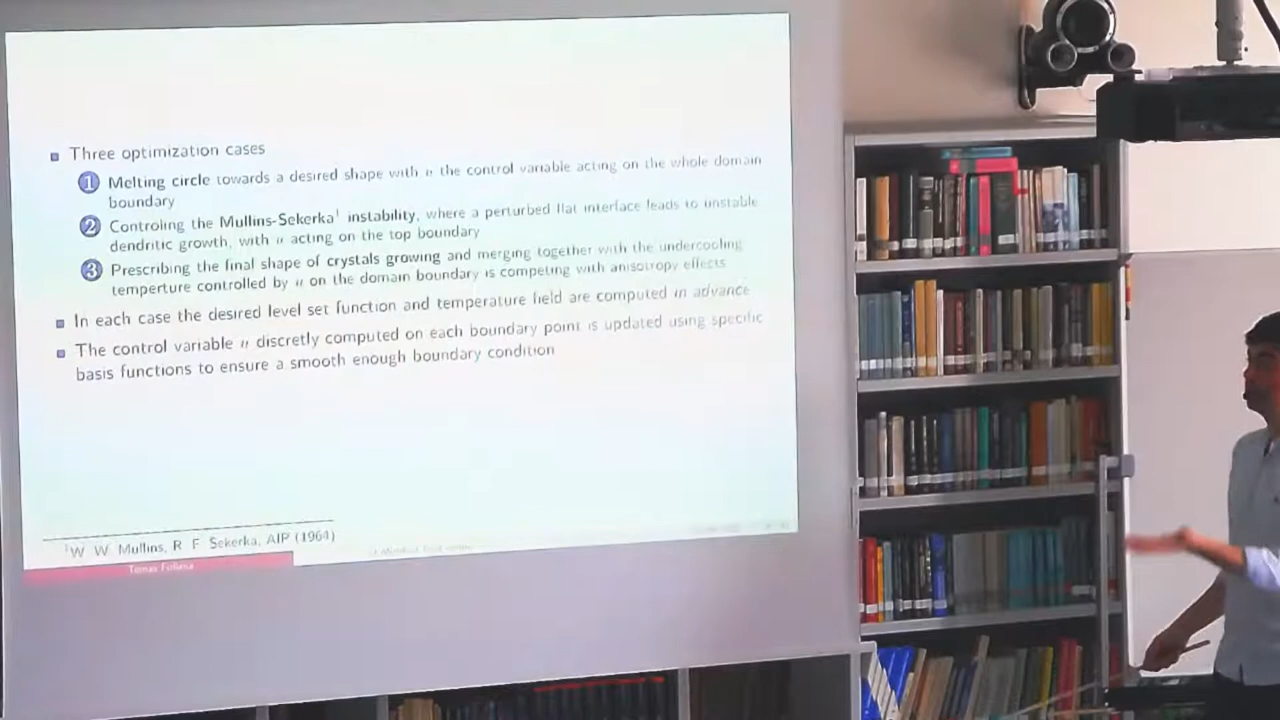 Three optimization cases
1 Melting circle towards a desired shape with u the control variable acting on the whole domain
boundary
2 Controling the Mullins-Sekerka¹ instability, where a perturbed flat interface leads to unstable
dendritic growth, with u acting on the top boundary
3 Prescribing the final shape of crystals growing and merging together with the undercooling
temperture controlled by u on the domain boundary is competing with anisotropy effects
In each case the desired level set function and temperature field are computed in advance
The control variable u discretly computed on each boundary point is updated using specific
basis functions to ensure a smooth enough boundary condition
¹W. W. Mullins, R. F. Sekerka, AIP (1964)